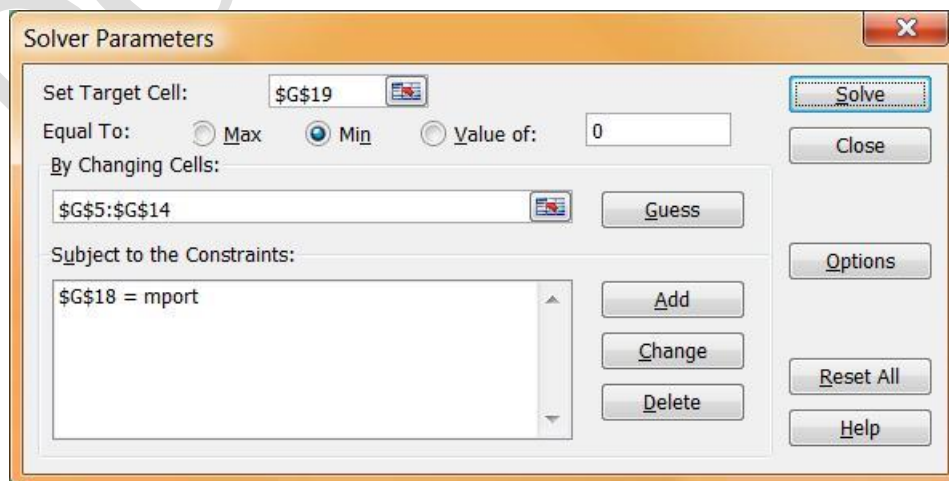 Solver Parameters
Set Target Cell: $G$19 Solve
Equal To: Max Min Value of: 0 Close
By Changing Cells:
$G$5:$G$14 Guess
Subject to the Constraints: Options
$G$18 = mport Add
Change
Reset All
Delete
Help